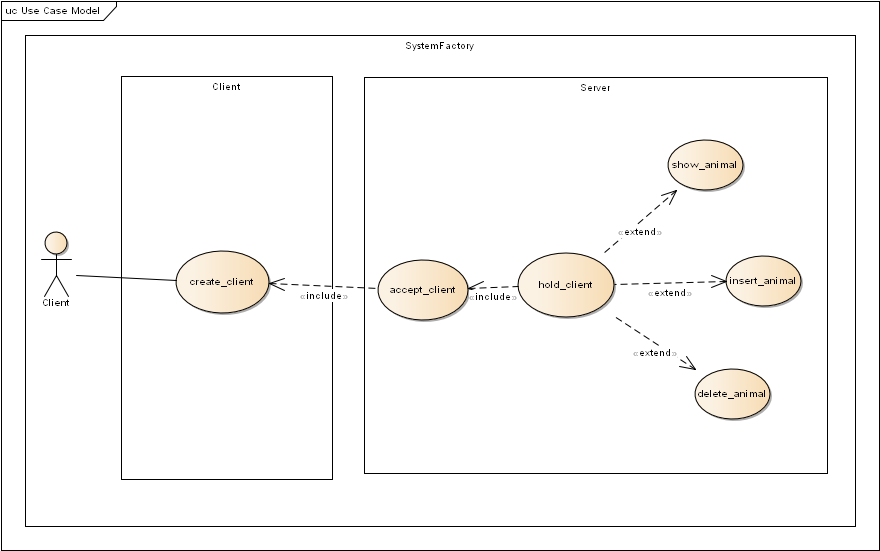 uc Use Case Model
SystemFactory
Client
Server
show_animal
«extend»
Client
create_client
«include»
accept_client
«include»
hold_client
«extend»
insert_animal
«extend»
delete_animal